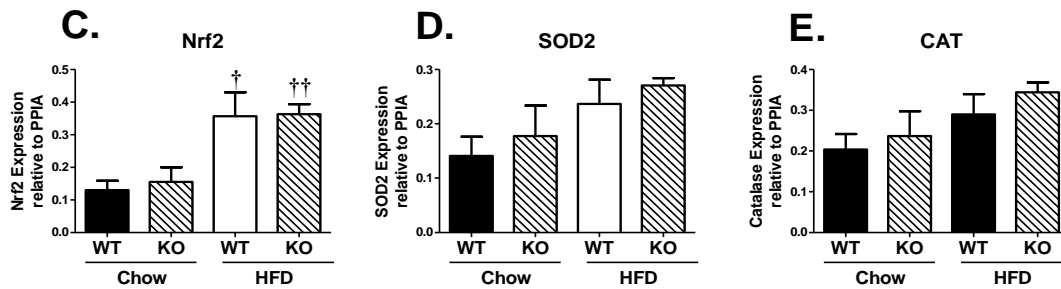 C.
Nrf2
Nrf2 Expression
relative to PPIA
0.5
0.4
0.3
0.2
0.1
0.0
†
††
WT KO WT KO
Chow HFD
D.
SOD2
SOD2 Expression
relative to PPIA
0.3
0.2
0.1
0.0
WT KO WT KO
Chow HFD
E.
CAT
Catalase Expression
relative to PPIA
0.4
0.3
0.2
0.1
0.0
WT KO WT KO
Chow HFD